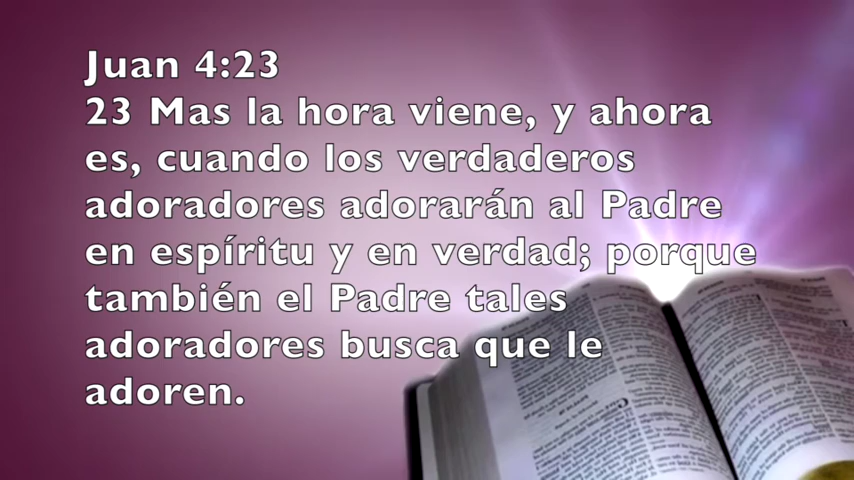 Juan 4:23
23 Mas la hora viene, y ahora
es, cuando los verdaderos
adoradores adorarán al Padre
en espíritu y en verdad; porque
también el Padre tales
adoradores busca que le
adoren.